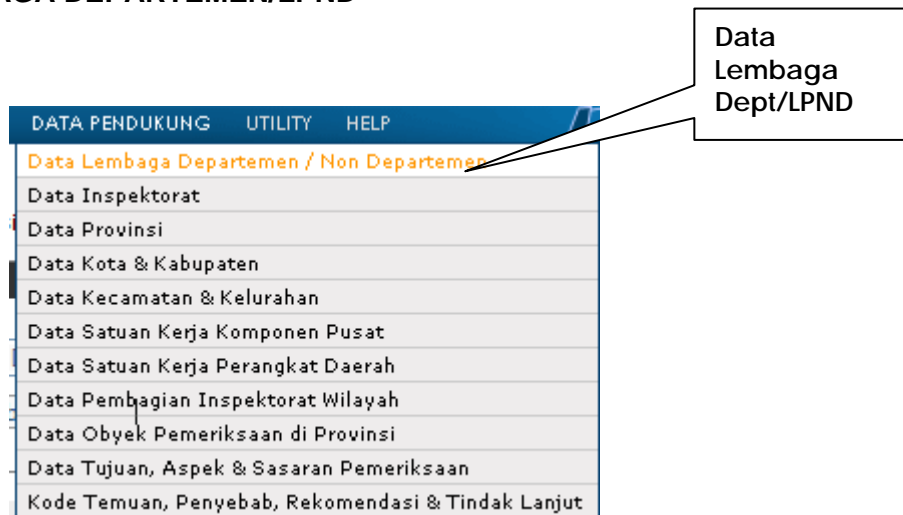 DEPARTEMEN/LPND
Data
Lembaga
Dept/LPND
DATA PENDUKUNG UTILITY HELP
Data Lembaga Departemen / Non Departemen
Data Inspektorat
Data Provinsi
Data Kota & Kabupaten
Data Kecamatan & Kelurahan
Data Satuan Kerja Komponen Pusat
Data Satuan Kerja Perangkat Daerah
Data Pembagian Inspektorat Wilayah
Data Obyek Pemeriksaan di Provinsi
Data Tujuan, Aspek & Sasaran Pemeriksaan
Kode Temuan, Penyebab, Rekomendasi & Tindak Lanjut